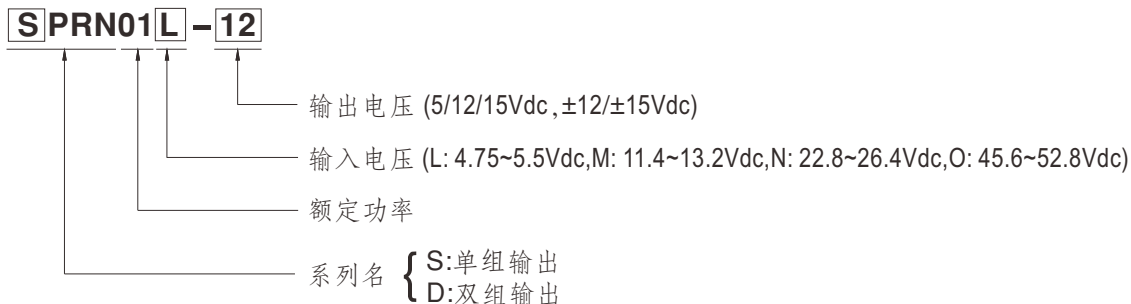 SPRN01L-12
输出电压 (5/12/15Vdc,±12/±15Vdc)
输入电压 (L: 4.75~5.5Vdc,M: 11.4~13.2Vdc,N: 22.8~26.4Vdc,O: 45.6~52.8Vdc)
额定功率
系列名 { S:单组输出
D:双组输出